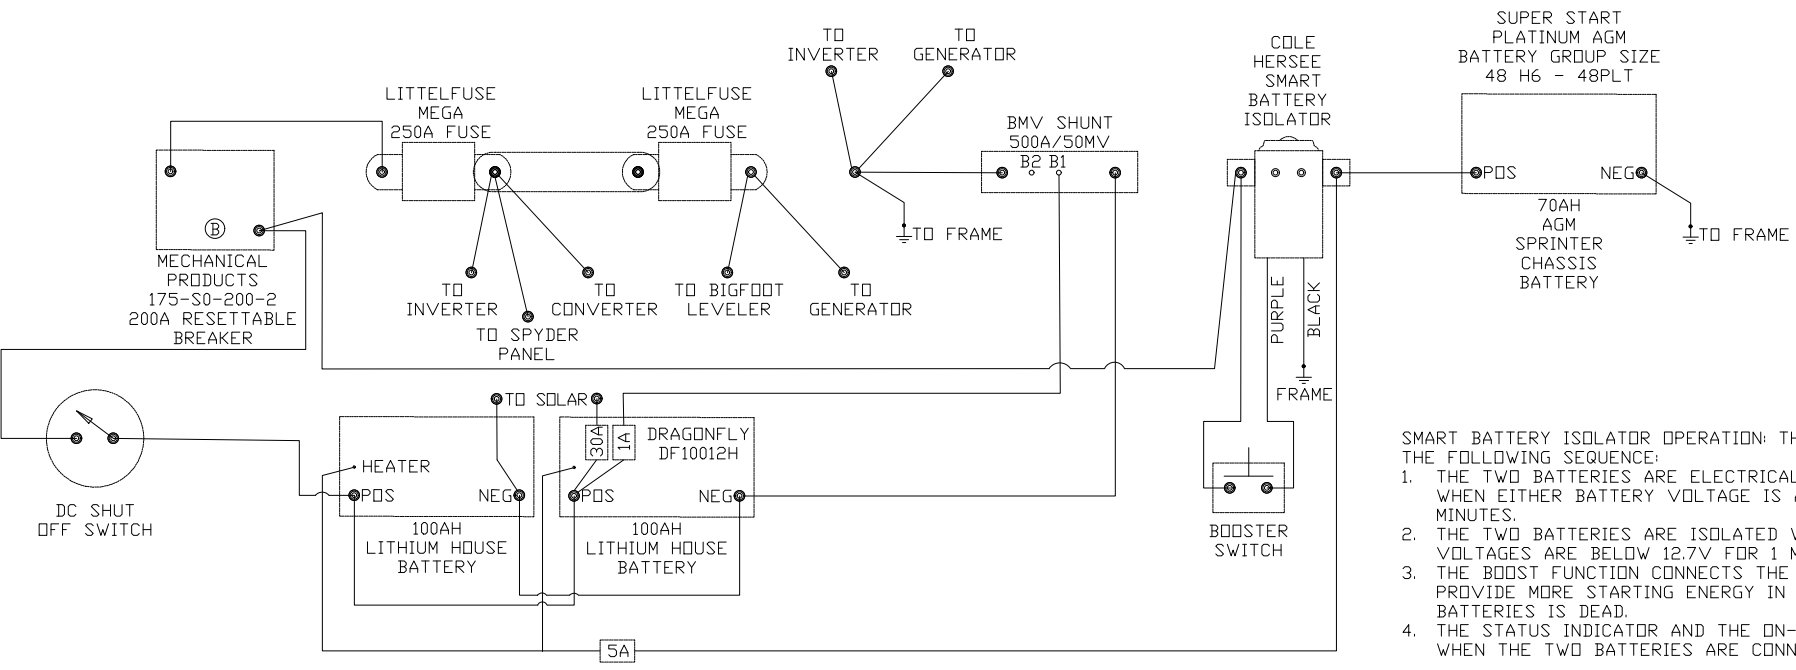 SUPER START
PLATINUM AGM
BATTERY GROUP SIZE
48 H6 - 48PLT
POS
NEG
70AH
AGM
SPRINTER
CHASSIS
BATTERY
TO FRAME
COLE
HERSEE
SMART
BATTERY
ISOLATOR
PURPLE
BLACK
FRAME
BOOSTER
SWITCH
TO
INVERTER
TO
GENERATOR
BMV SHUNT
500A/50MV
B2 B1
TO FRAME
LITTELFUSE
MEGA
250A FUSE
LITTELFUSE
MEGA
250A FUSE
TO
INVERTER
TO SPYDER
PANEL
TO
CONVERTER
TO BIGFOOT
LEVELER
TO
GENERATOR
B
MECHANICAL
PRODUCTS
175-S0-200-2
200A RESETTABLE
BREAKER
DC SHUT
OFF SWITCH
TO SOLAR
HEATER
POS
NEG
100AH
LITHIUM HOUSE
BATTERY
30A
1A
DRAGONFLY
DF10012H
POS
NEG
100AH
LITHIUM HOUSE
BATTERY
5A
SMART BATTERY ISOLATOR OPERATION:
THE FOLLOWING SEQUENCE:
1. THE TWO BATTERIES ARE
WHEN EITHER BATTERY VOLTAGE IS
MINUTES.
2. THE TWO BATTERIES ARE ISOLATED
VOLTAGES ARE BELOW 12.7V FOR 1
3. THE BOOST FUNCTION CONNECTS THE
PROVIDE MORE STARTING ENERGY IN
BATTERIES IS DEAD.
4. THE STATUS INDICATOR AND THE ON-
WHEN THE TWO BATTERIES ARE